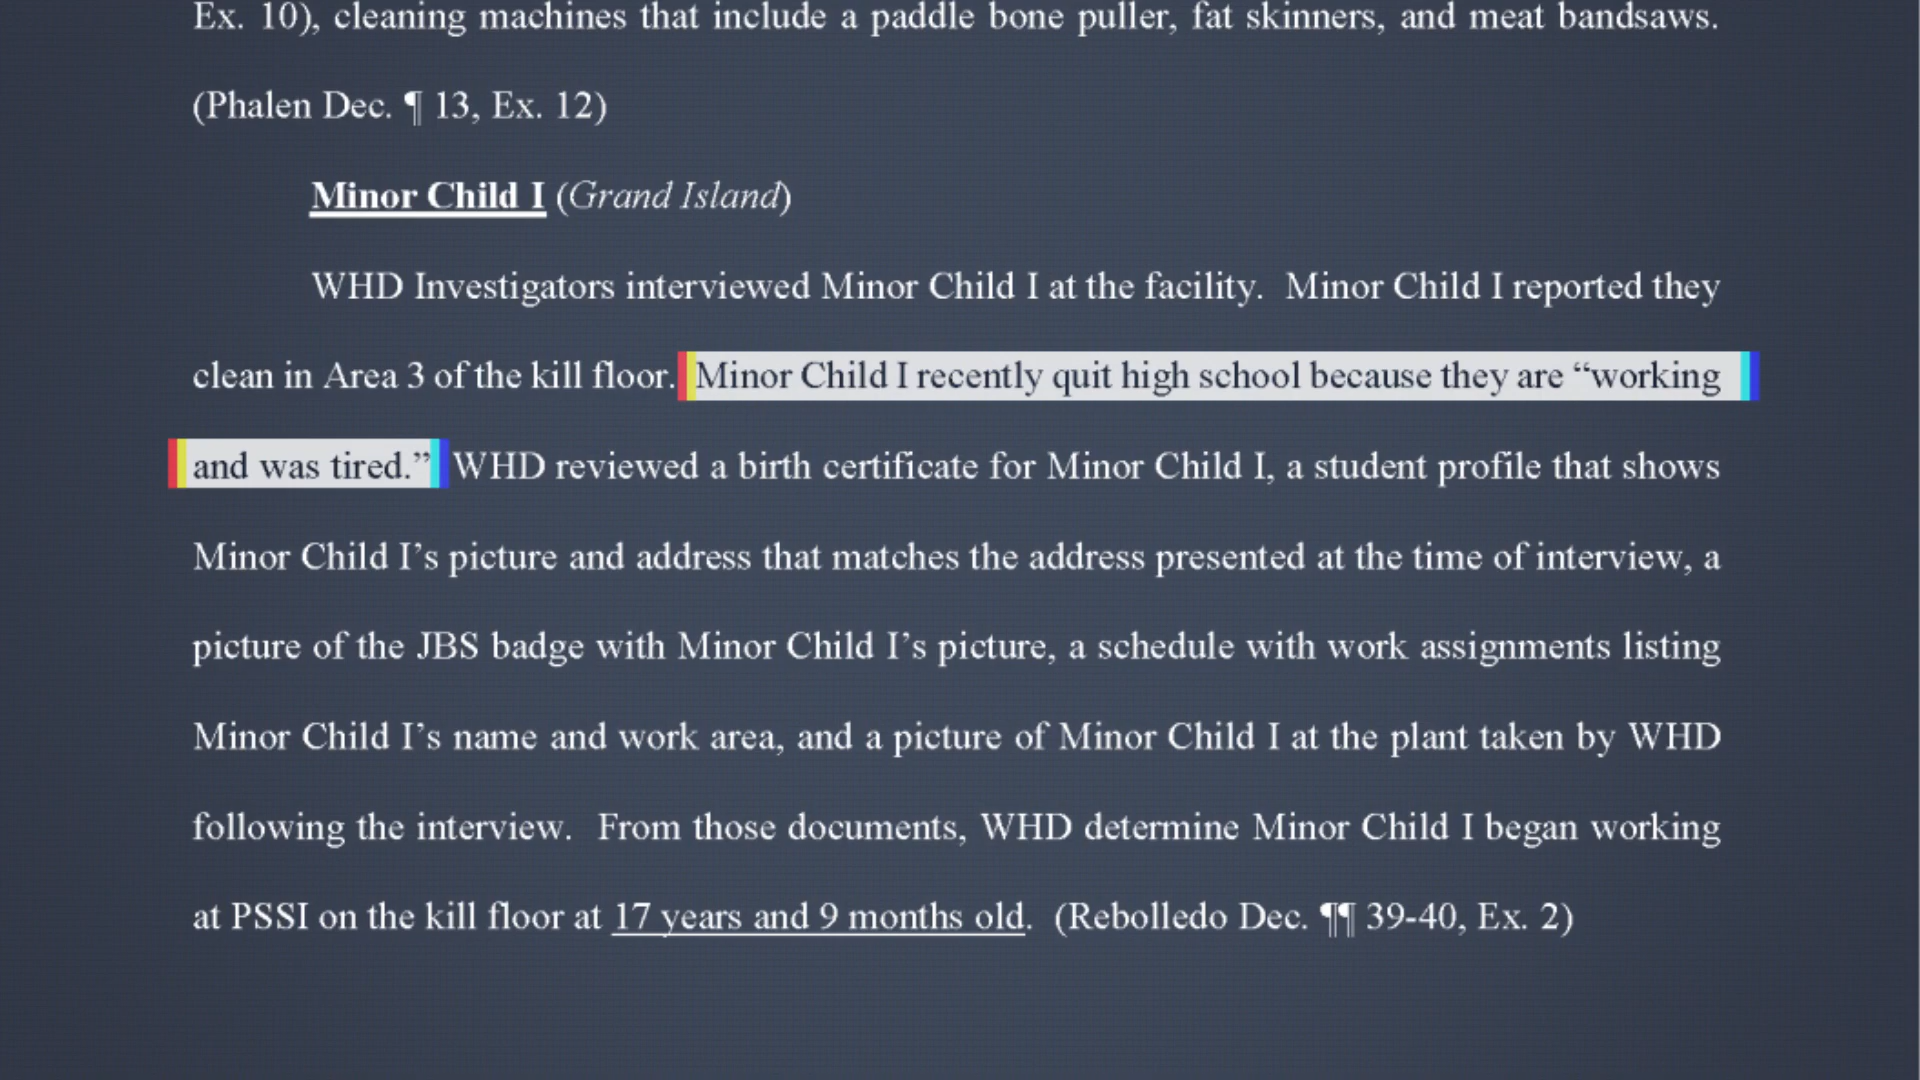 Ex. 10), cleaning machines that include a paddle bone puller, fat skinners, and meat bandsaws.
(Phalen Dec. ¶ 13, Ex. 12)
Minor Child I (Grand Island)
WHD Investigators interviewed Minor Child I at the facility.  Minor Child I reported they
clean in Area 3 of the kill floor. Minor Child I recently quit high school because they are “working
and was tired.” WHD reviewed a birth certificate for Minor Child I, a student profile that shows
Minor Child I’s picture and address that matches the address presented at the time of interview, a
picture of the JBS badge with Minor Child I’s picture, a schedule with work assignments listing
Minor Child I’s name and work area, and a picture of Minor Child I at the plant taken by WHD
following the interview.  From those documents, WHD determine Minor Child I began working
at PSSI on the kill floor at 17 years and 9 months old.  (Rebolledo Dec. ¶¶ 39-40, Ex. 2)